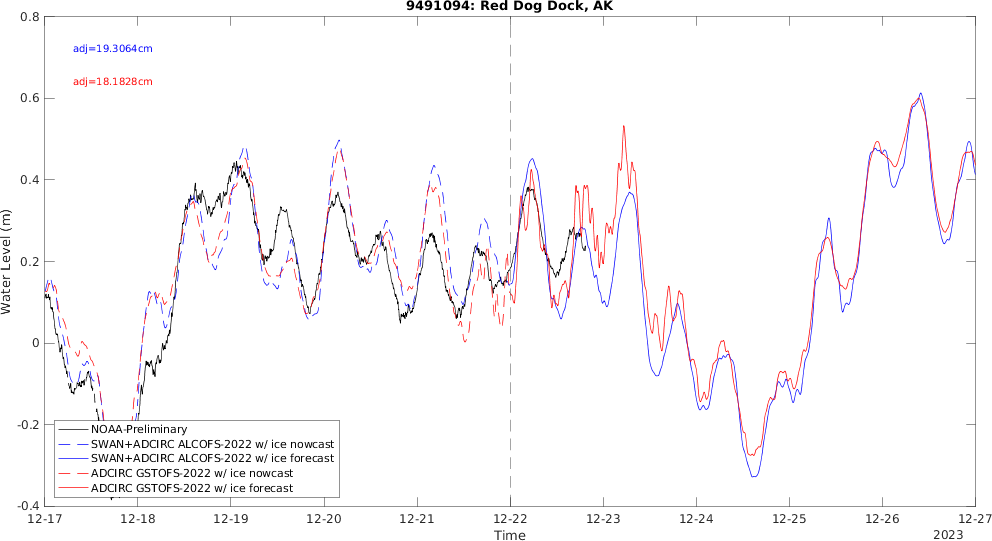 9491094: Red Dog Dock, AK
adj=19.3064cm
adj=18.1828cm
Water Level (m)
0.8
0.6
0.4
0.2
0
-0.2
-0.4
NOAA-Preliminary
SWAN+ADCIRC ALCOFS-2022 w/ ice nowcast
SWAN+ADCIRC ALCOFS-2022 w/ ice forecast
ADCIRC GSTOFS-2022 w/ ice nowcast
ADCIRC GSTOFS-2022 w/ ice forecast
12-17 12-18 12-19 12-20 12-21 12-22 12-23 12-24 12-25 12-26 12-27
Time
2023